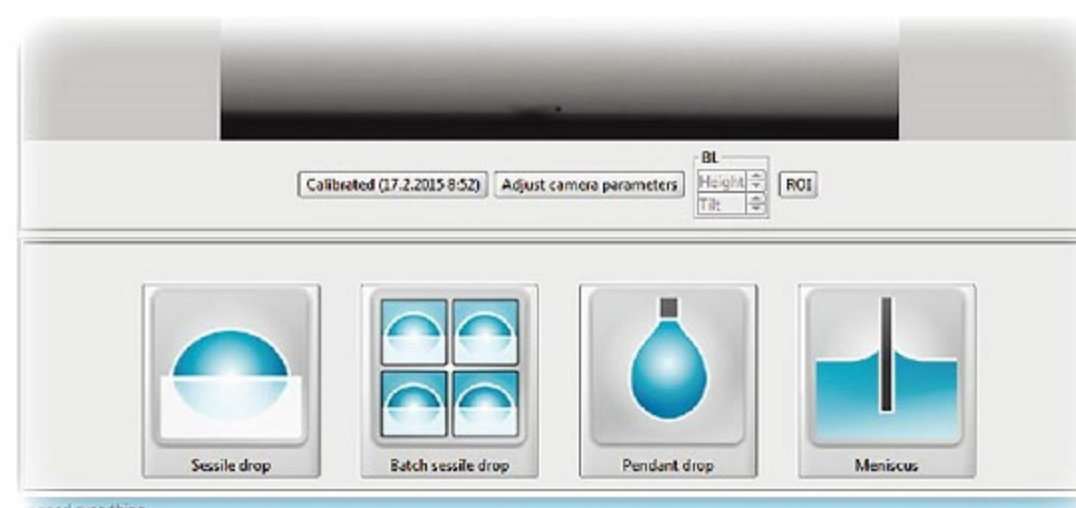 BL
Calibrated (17.2.2015 8:52) Adjust camera parameters Height ROI
Tilt
Sessile drop Batch sessile drop Pendant drop Meniscus